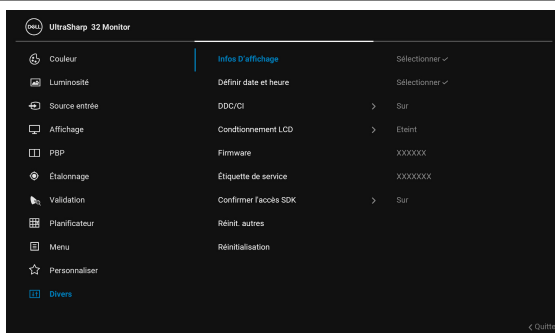 DELL UltraSharp 32 Monitor
Couleur Infos D'affichage Sélectionner ✓
Luminosité Définir date et heure Sélectionner ✓
Source entrée DDC/CI > Sur
Affichage Condtionnement LCD > Eteint
PBP Firmware XXXXXX
Étalonnage Étiquette de service XXXXXXX
Validation Confirmer l'accès SDK > Sur
Planificateur Réinit. autres
Menu Réinitialisation
Personnaliser
Divers
< Quitte